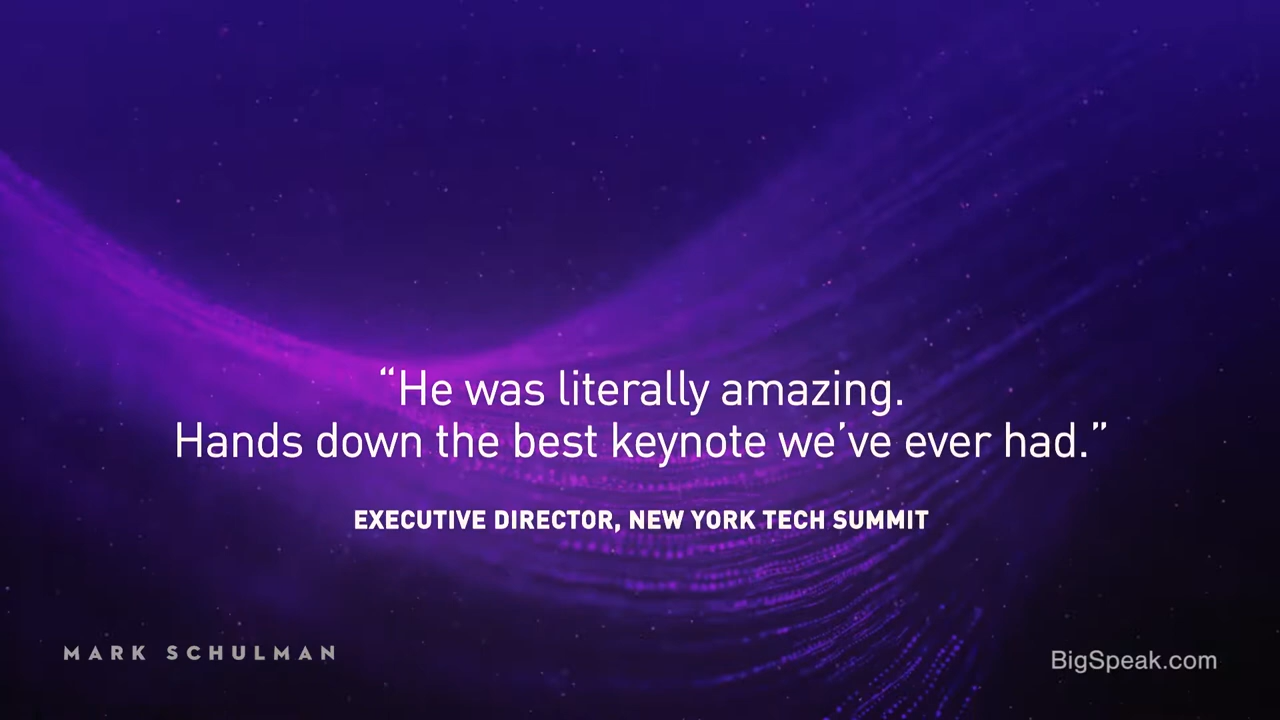 “He was literally amazing.
Hands down the best keynote we’ve ever had.”
EXECUTIVE DIRECTOR, NEW YORK TECH SUMMIT
MARK SCHULMAN
BigSpeak.com